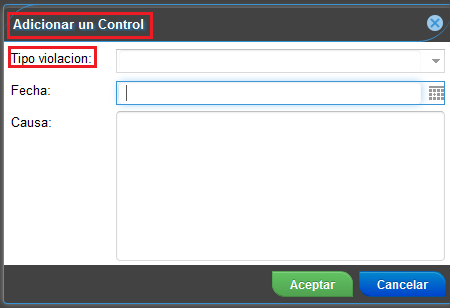 Adicionar un Control
Tipo violacion:
Fecha:
Causa:
Aceptar
Cancelar